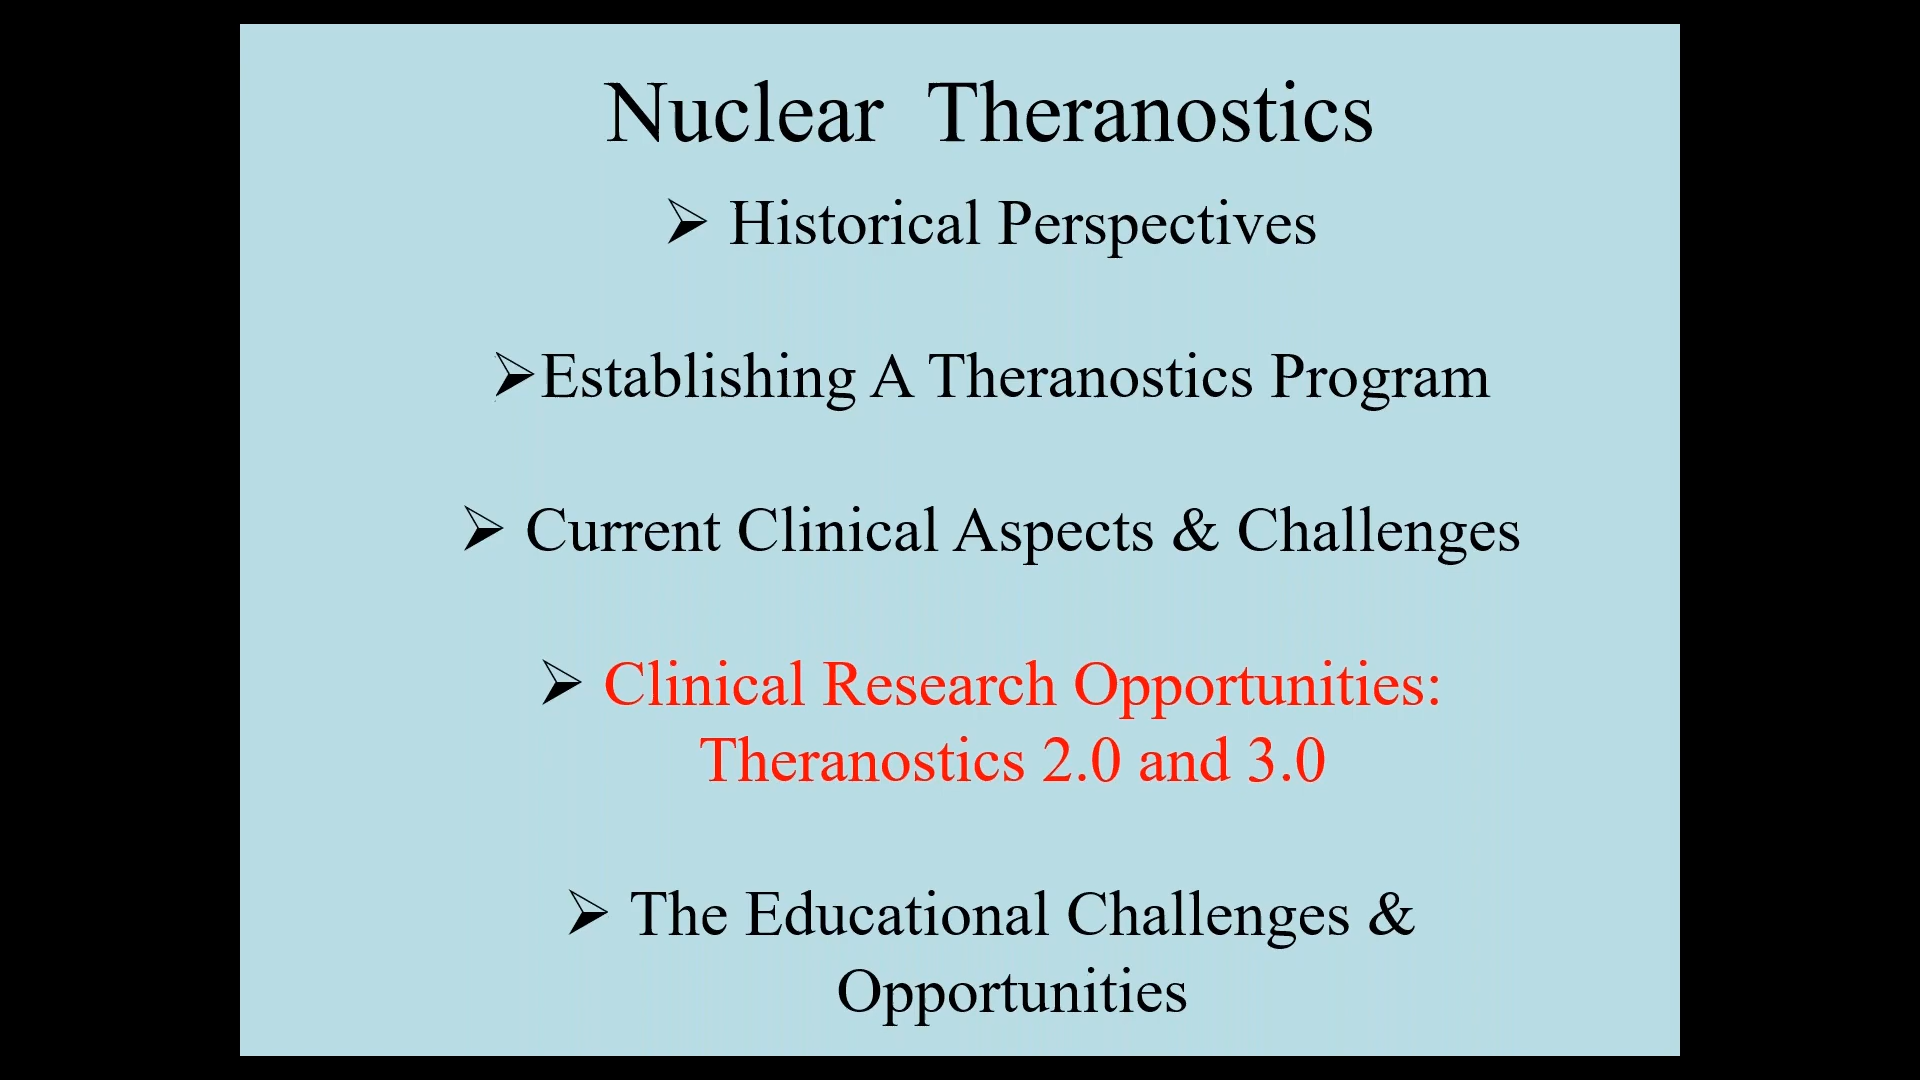 Nuclear Theranostics
➢ Historical Perspectives
➢Establishing A Theranostics Program
➢ Current Clinical Aspects & Challenges
➢ Clinical Research Opportunities:
Theranostics 2.0 and 3.0
➢ The Educational Challenges &
Opportunities